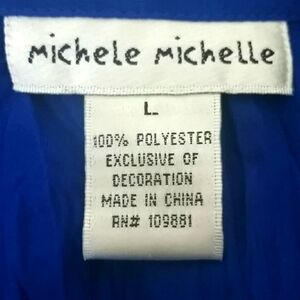 michele michelle
L
100% POLYESTER
EXCLUSIVE OF
DECORATION
MADE IN CHINA
RN# 109881